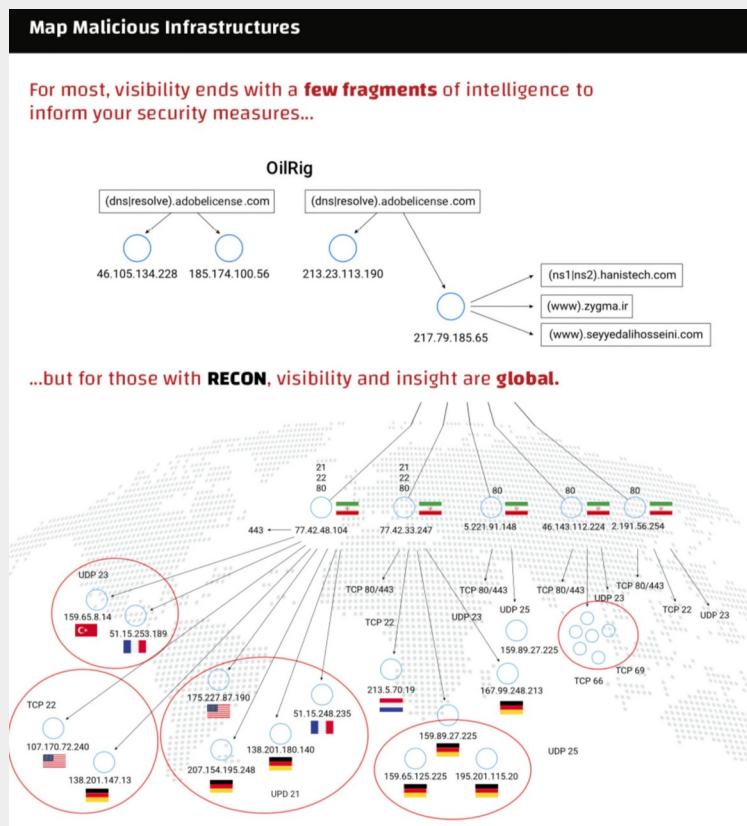 Map Malicious Infrastructures
For most, visibility ends with a few fragments of intelligence to
inform your security measures...
OilRig
(dns|resolve).adobelicense.com
(dns|resolve).adobelicense.com
46.105.134.228
185.174.100.56
213.23.113.190
(ns1|ns2).hanistech.com
(www).zygma.ir
(www).seyyedalihosseini.com
217.79.185.65
...but for those with RECON, visibility and insight are global.
21
22
80
21
22
80
80
80
80
443
77.42.48.104
77.42.33.247
5.221.91.148
46.143.112.224
2.191.56.254
UDP 23
159.65.8.14
51.15.253.189
TCP 80/443
TCP 80/443
TCP 80/443
TCP 80/443
UDP 23
UDP 25
UDP 23
TCP 22
UDP 23
TCP 22
159.89.27.225
TCP 69
TCP 66
TCP 22
107.170.72.240
138.201.147.13
175.227.87.190
51.15.248.235
207.154.195.248
138.201.180.140
UPD 21
213.5.70.19
167.99.248.213
159.89.27.225
159.65.125.225
195.201.115.20
UDP 25